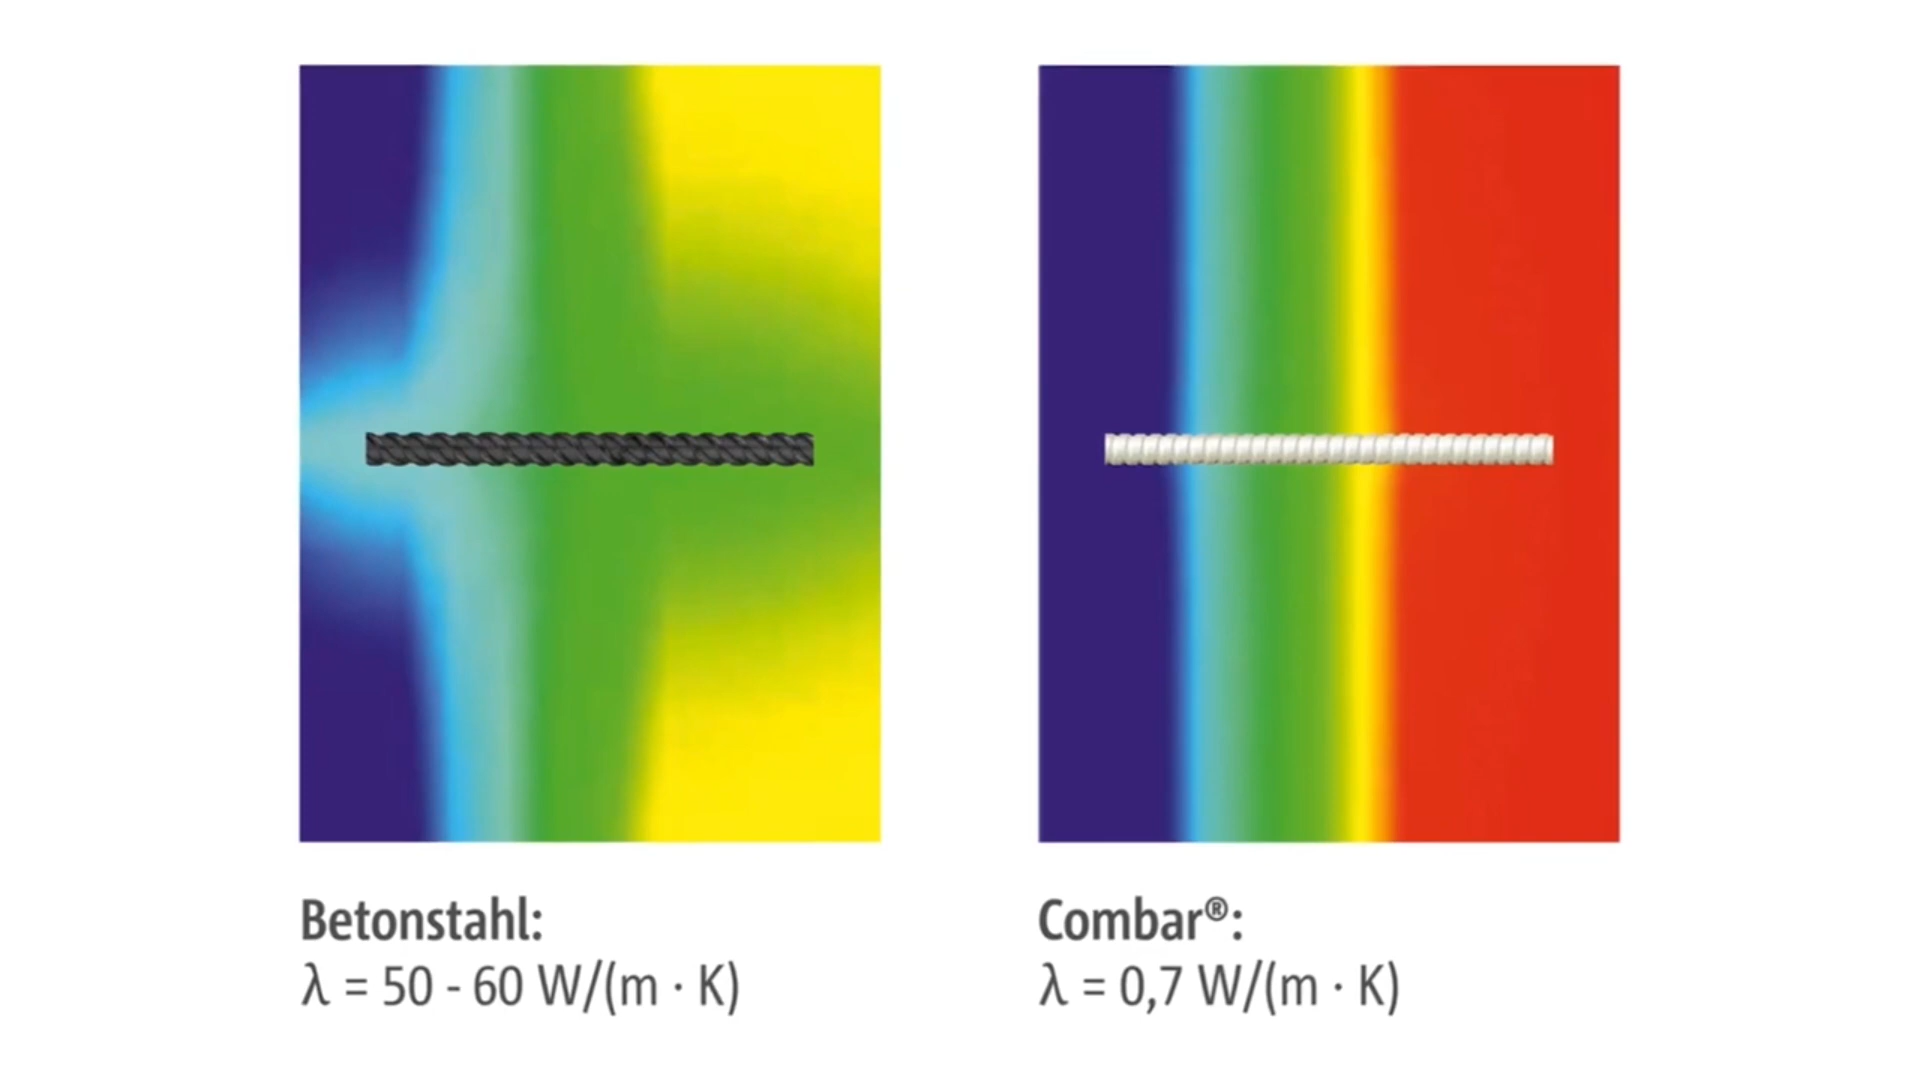 Betonstahl:
λ = 50 - 60 W/(m · K)
Combar®:
λ = 0,7 W/(m · K)